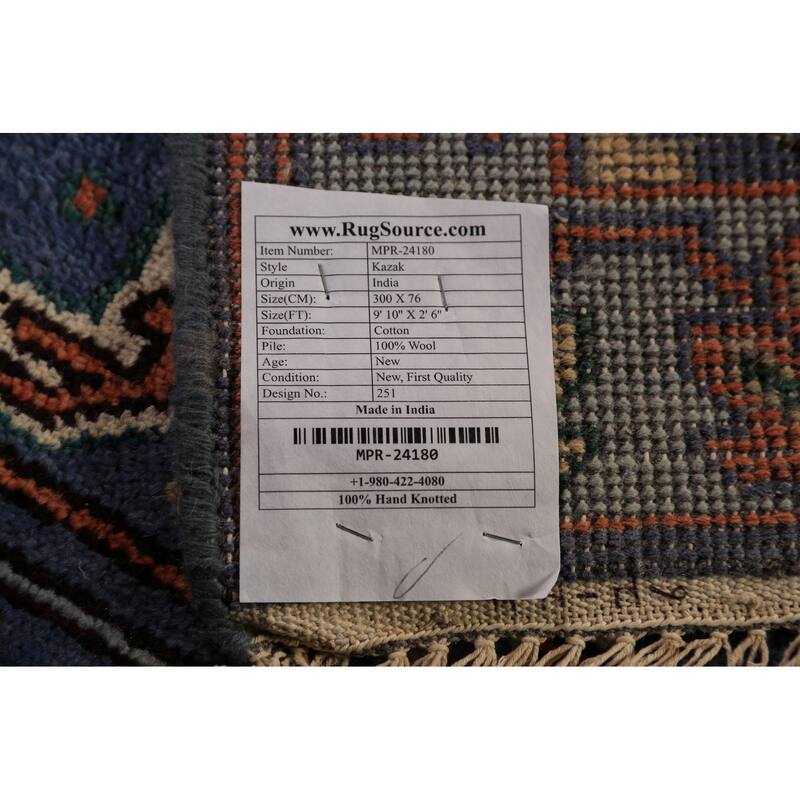 www.RugSource.com
Item Number: MPR-24180
Style Kazak
Origin India
Size(CM): 300 X 76
Size(FT): 9' 10" X 2' 6"
Foundation: Cotton
Pile: 100% Wool
Age: New
Condition: New, First Quality
Design No.: 251
Made in India
MPR-24180
+1-980-422-4080
100% Hand Knotted